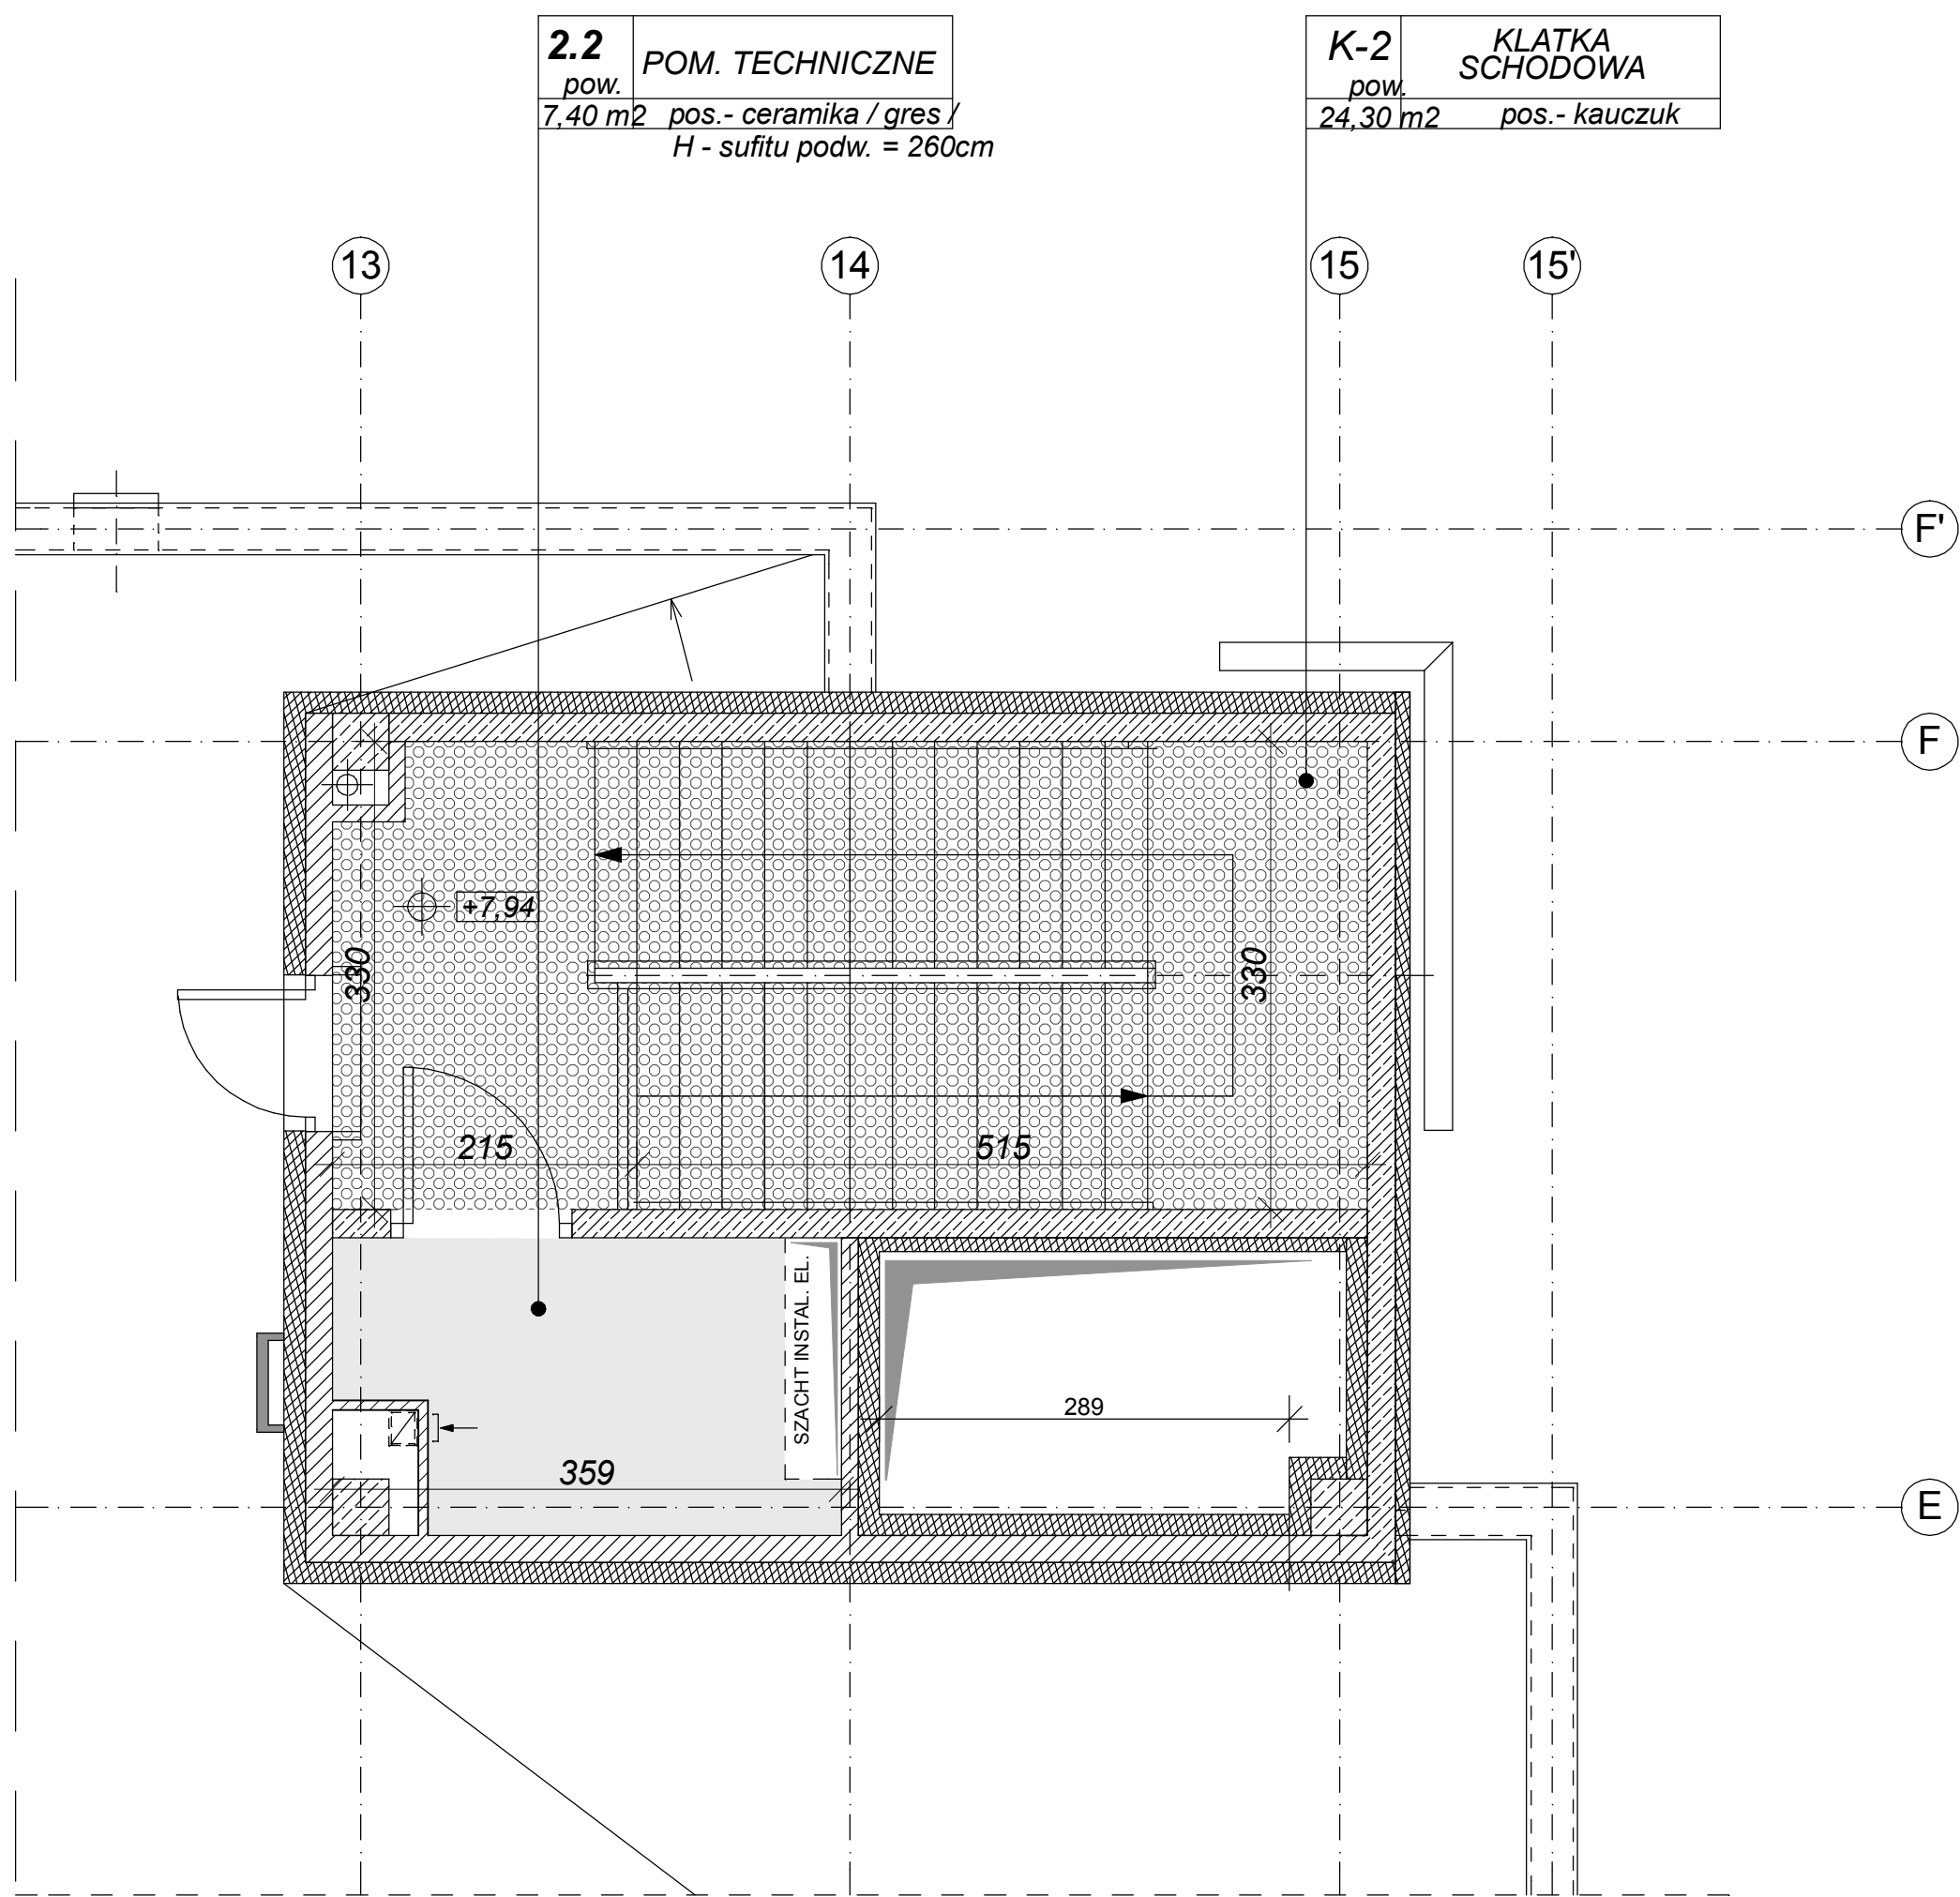 2.2
pow.
POM. TECHNICZNE
7,40 m2 pos.- ceramika / gres /
H - sufitu podw. = 260cm
K-2
pow.
KLATKA
SCHODOWA
24,30 m2 pos.- kauczuk
13
14
15
15'
F'
F
+7,94
330
330
215
515
SZACHT INSTAL. EL.
289
359
E